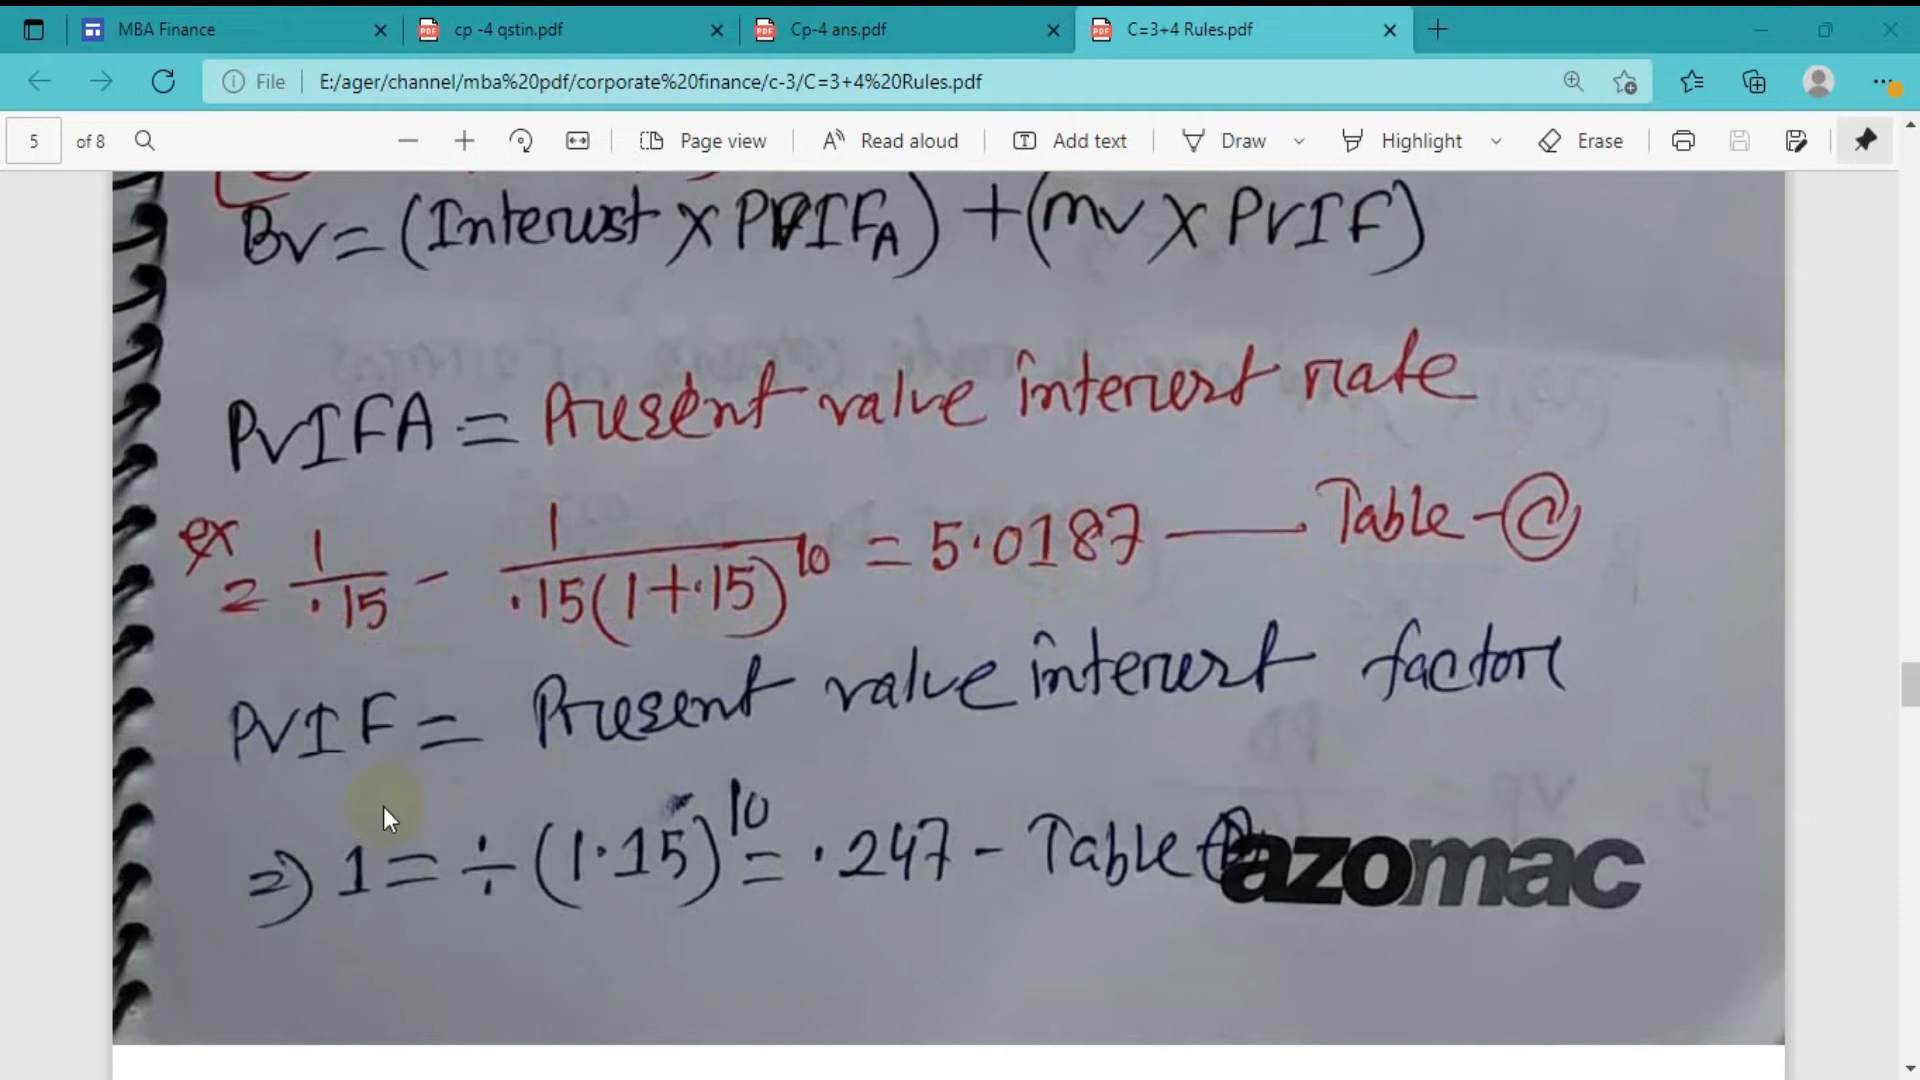 MBA Finance
cp -4 qstin.pdf
Cp-4 ans.pdf
C=3+4 Rules.pdf
File E:/ager/channel/mba%20pdf/corporate%20finance/c-3/C=3+4%20Rules.pdf
5 of 8
Page view
Read aloud
Add text
Draw
Highlight
Erase
BV = (Interest X PVIFA) + (mv X PVIF)
PVIFA = Present value interest rate
ex
= 1/.15 - 1/.15(1+.15)^10 = 5.0187 — Table - C
PVIF = Present value interest factor
⇒ 1 = ÷ (1.15)^10 = .247 - Table
azomac